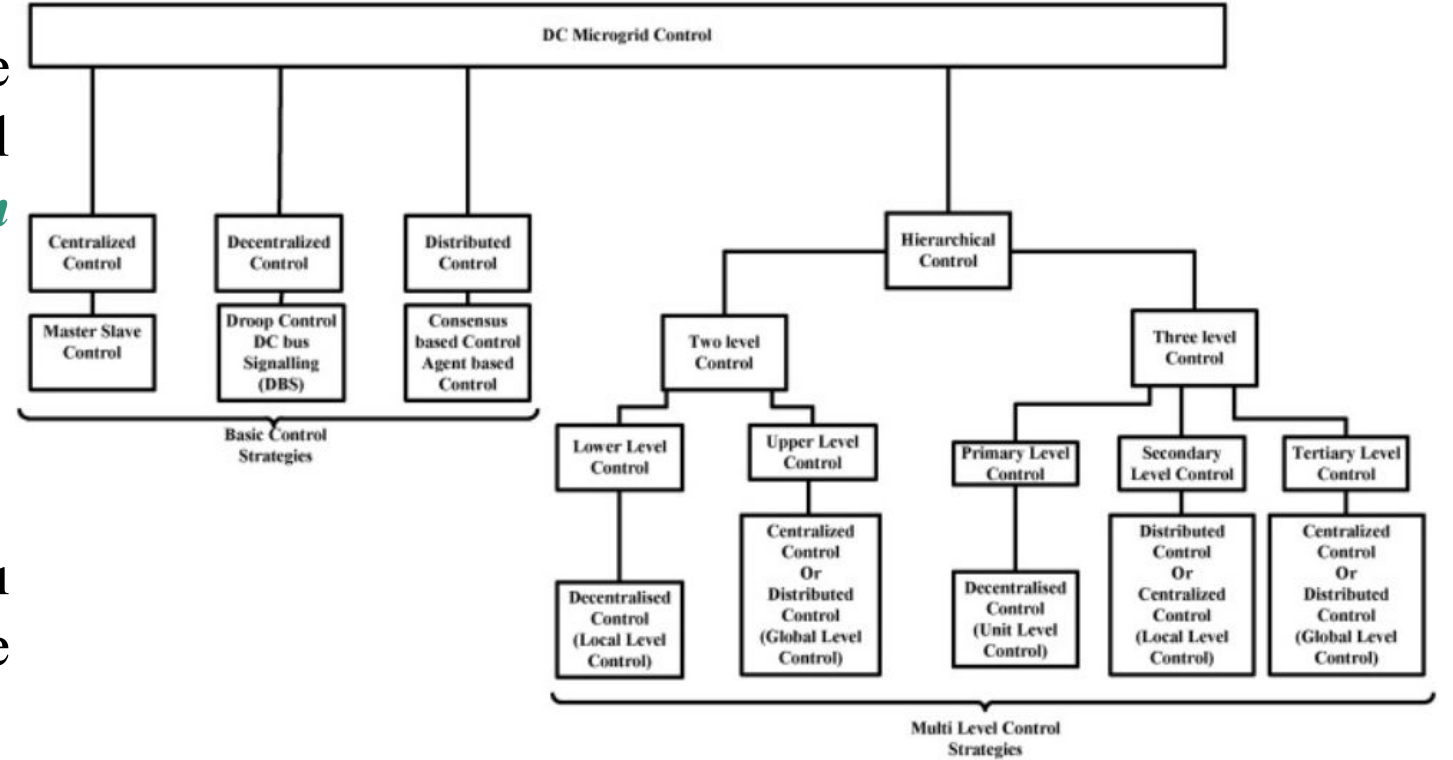 DC Microgrid Control
e
l
n
Centralized
Control
Decentralized
Control
Distributed
Control
Hierarchical
Control
Master Slave
Control
Droop Control
DC bus
Signalling
(DBS)
Consensus
based Control
Agent based
Control
Two level
Control
Three level
Control
Basic Control
Strategies
Lower Level
Control
Upper Level
Control
Primary Level
Control
Secondary
Level Control
Tertiary Level
Control
Decentralised
Control
(Local Level
Control)
Centralized
Control
Or
Distributed
Control
(Global Level
Control)
Decentralised
Control
(Unit Level
Control)
Distributed
Control
Or
Centralized
Control
(Local Level
Control)
Centralized
Control
Or
Distributed
Control
(Global Level
Control)
e
Multi Level Control
Strategies